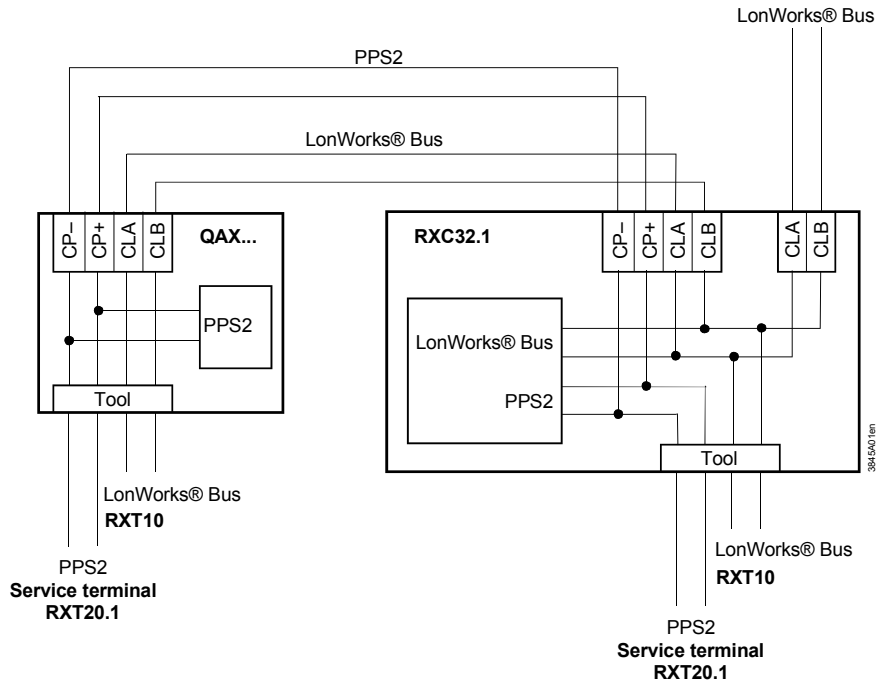 LonWorks® Bus
PPS2
LonWorks® Bus
CP–
CP+
CLA
CLB
QAX...
PPS2
Tool
LonWorks® Bus
RXT10
PPS2
Service terminal
RXT20.1
RXC32.1
CP–
CP+
CLA
CLB
CLA
CLB
LonWorks® Bus
PPS2
Tool
LonWorks® Bus
RXT10
PPS2
Service terminal
RXT20.1
3845A01en